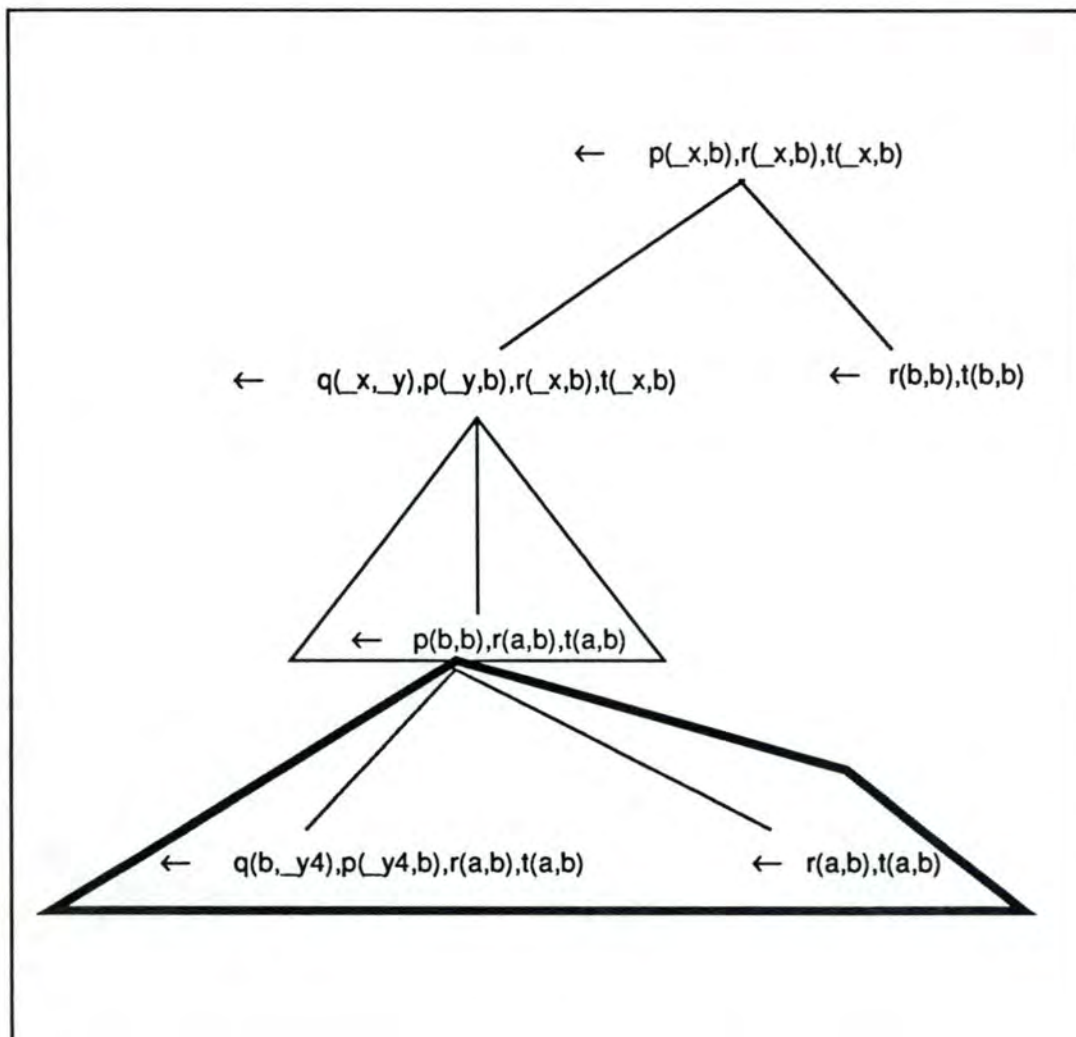 ← p(_x,b),r(_x,b),t(_x,b)
← q(_x,_y),p(_y,b),r(_x,b),t(_x,b)
← r(b,b),t(b,b)
← p(b,b),r(a,b),t(a,b)
← q(b,_y4),p(_y4,b),r(a,b),t(a,b)
← r(a,b),t(a,b)